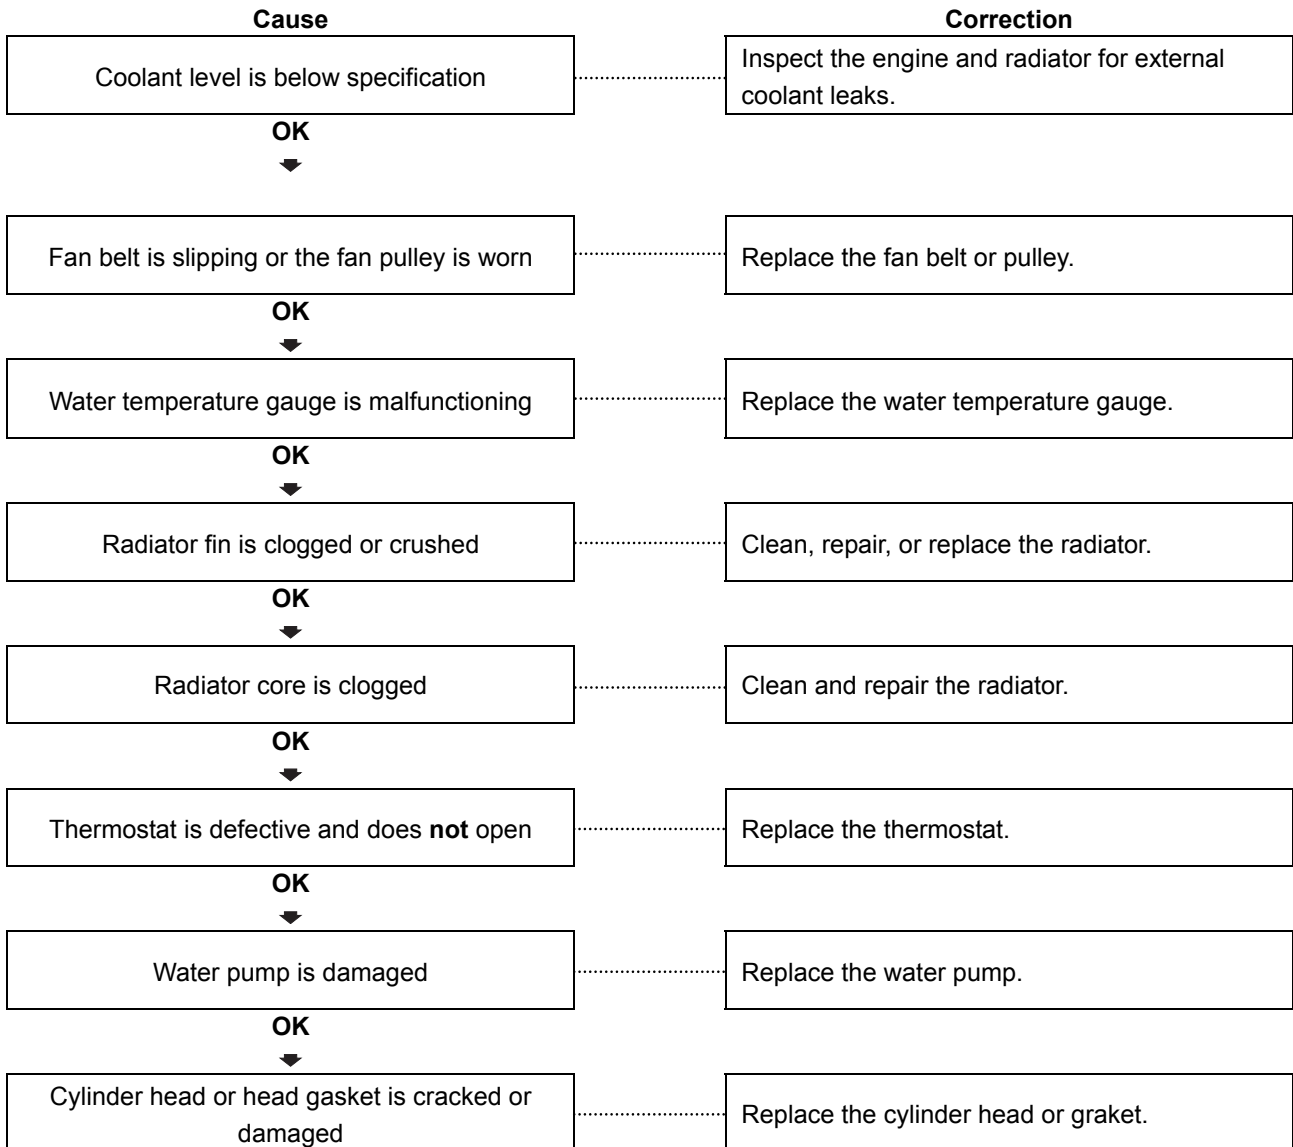 Cause
Correction
Coolant level is below specification
Inspect the engine and radiator for external
coolant leaks.
OK
Fan belt is slipping or the fan pulley is worn
Replace the fan belt or pulley.
OK
Water temperature gauge is malfunctioning
Replace the water temperature gauge.
OK
Radiator fin is clogged or crushed
Clean, repair, or replace the radiator.
OK
Radiator core is clogged
Clean and repair the radiator.
OK
Thermostat is defective and does not open
Replace the thermostat.
OK
Water pump is damaged
Replace the water pump.
OK
Cylinder head or head gasket is cracked or
damaged
Replace the cylinder head or graket.